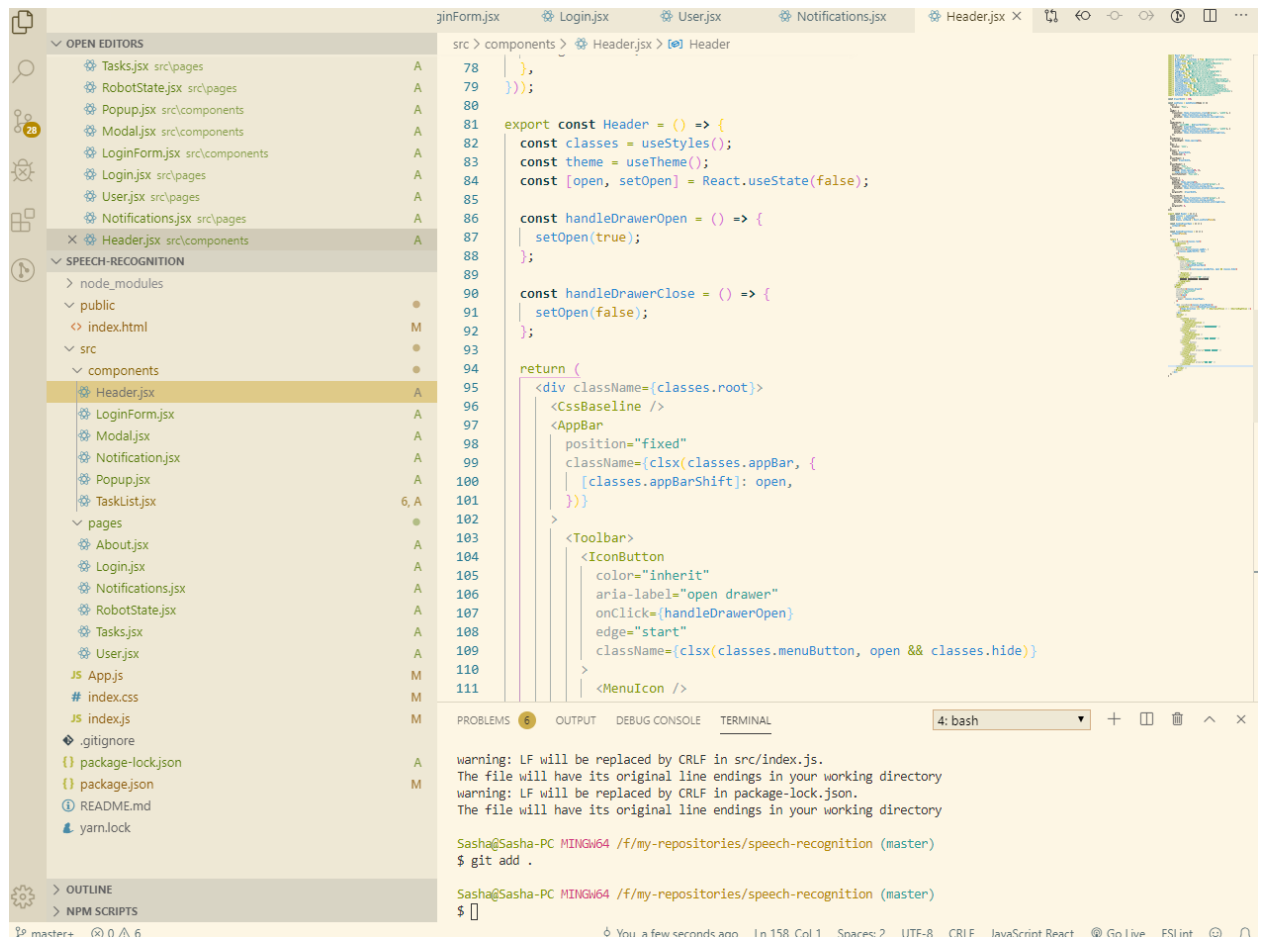 ginForm.jsx Login.jsx User.jsx Notifications.jsx Header.jsx ×
OPEN EDITORS
Tasks.jsx src\pages A
RobotState.jsx src\pages A
Popup.jsx src\components A
Modal.jsx src\components A
LoginForm.jsx src\components A
Login.jsx src\pages A
User.jsx src\pages A
Notifications.jsx src\pages A
Header.jsx src\components A
28
SPEECH-RECOGNITION
node_modules
public
index.html M
src
components
Header.jsx A
LoginForm.jsx A
Modal.jsx A
Notification.jsx A
Popup.jsx A
TaskList.jsx 6, A
pages
About.jsx A
Login.jsx A
Notifications.jsx A
RobotState.jsx A
Tasks.jsx A
User.jsx A
JS App.js M
# index.css M
JS index.js M
.gitignore
{} package-lock.json A
{} package.json M
README.md
yarn.lock
OUTLINE
NPM SCRIPTS
src > components > Header.jsx > Header
78 },
79 }));
80
81 export const Header = () => {
82 const classes = useStyles();
83 const theme = useTheme();
84 const [open, setOpen] = React.useState(false);
85
86 const handleDrawerOpen = () => {
87 setOpen(true);
88 };
89
90 const handleDrawerClose = () => {
91 setOpen(false);
92 };
93
94 return (
95 <div className={classes.root}>
96 <CssBaseline />
97 <AppBar
98 position="fixed"
99 className={clsx(classes.appBar, {
100 [classes.appBarShift]: open,
101 })}
102 >
103 <Toolbar>
104 <IconButton
105 color="inherit"
106 aria-label="open drawer"
107 onClick={handleDrawerOpen}
108 edge="start"
109 className={clsx(classes.menuButton, open && classes.hide)}
110 >
111 <MenuIcon />
PROBLEMS 6 OUTPUT DEBUG CONSOLE TERMINAL 4: bash
warning: LF will be replaced by CRLF in src/index.js.
The file will have its original line endings in your working directory
warning: LF will be replaced by CRLF in package-lock.json.
The file will have its original line endings in your working directory
Sasha@Sasha-PC MINGW64 /f/my-repositories/speech-recognition (master)
$ git add .
Sasha@Sasha-PC MINGW64 /f/my-repositories/speech-recognition (master)
$
master+ 0 6 You, a few seconds ago Ln 158, Col 1 Spaces: 2 UTF-8 CRLF JavaScript React Go Live ESLint